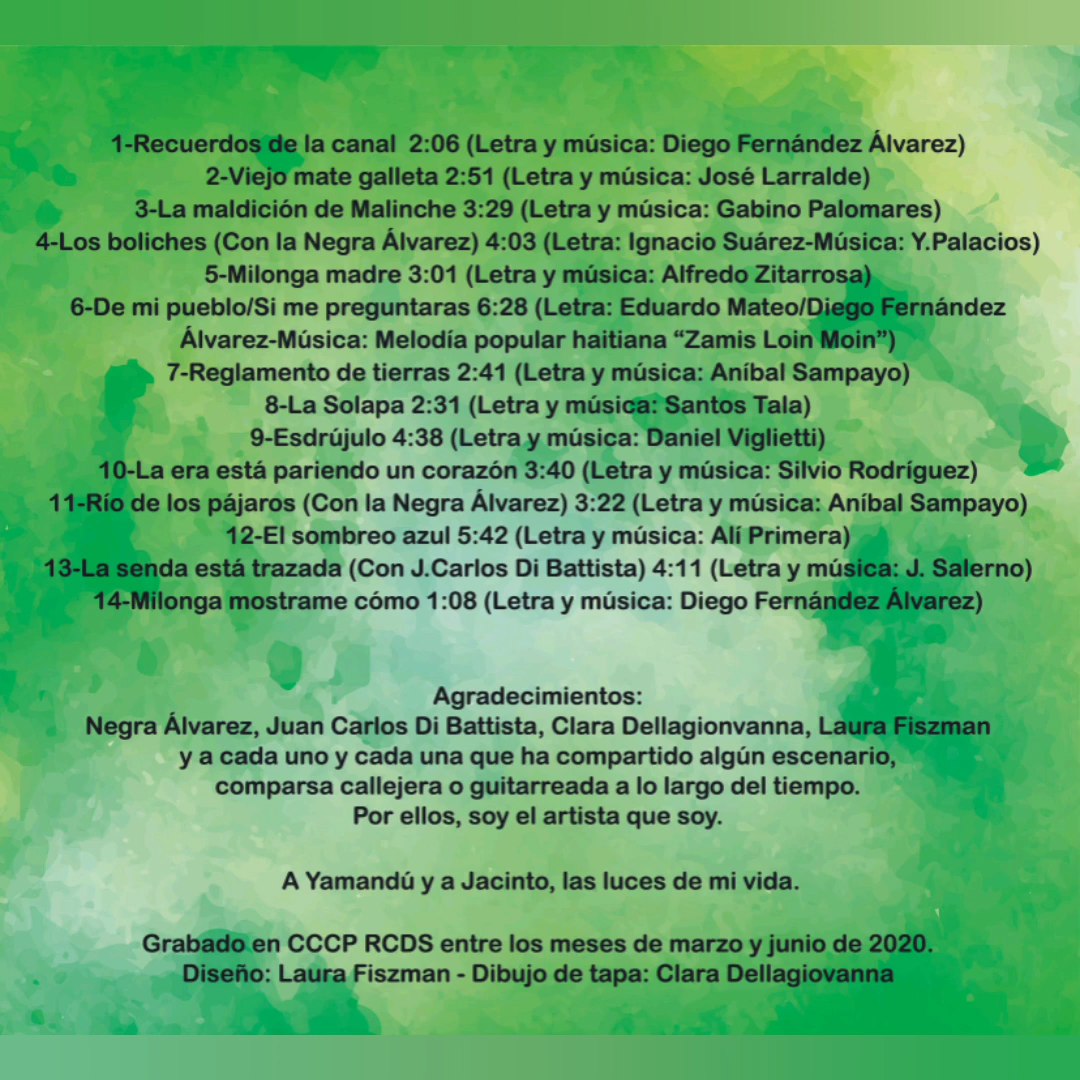 1-Recuerdos de la canal  2:06 (Letra y música: Diego Fernández Álvarez)
2-Viejo mate galleta 2:51 (Letra y música: José Larralde)
3-La maldición de Malinche 3:29 (Letra y música: Gabino Palomares)
4-Los boliches (Con la Negra Álvarez) 4:03 (Letra: Ignacio Suárez-Música: Y.Palacios)
5-Milonga madre 3:01 (Letra y música: Alfredo Zitarrosa)
6-De mi pueblo/Si me preguntaras 6:28 (Letra: Eduardo Mateo/Diego Fernández
Álvarez-Música: Melodía popular haitiana “Zamis Loin Moin”)
7-Reglamento de tierras 2:41 (Letra y música: Aníbal Sampayo)
8-La Solapa 2:31 (Letra y música: Santos Tala)
9-Esdrújulo 4:38 (Letra y música: Daniel Viglietti)
10-La era está pariendo un corazón 3:40 (Letra y música: Silvio Rodríguez)
11-Río de los pájaros (Con la Negra Álvarez) 3:22 (Letra y música: Aníbal Sampayo)
12-El sombreo azul 5:42 (Letra y música: Alí Primera)
13-La senda está trazada (Con J.Carlos Di Battista) 4:11 (Letra y música: J. Salerno)
14-Milonga mostrame cómo 1:08 (Letra y música: Diego Fernández Álvarez)
Agradecimientos:
Negra Álvarez, Juan Carlos Di Battista, Clara Dellagionvanna, Laura Fiszman
y a cada uno y cada una que ha compartido algún escenario,
comparsa callejera o guitarreada a lo largo del tiempo.
Por ellos, soy el artista que soy.
A Yamandú y a Jacinto, las luces de mi vida.
Grabado en CCCP RCDS entre los meses de marzo y junio de 2020.
Diseño: Laura Fiszman - Dibujo de tapa: Clara Dellagiovanna